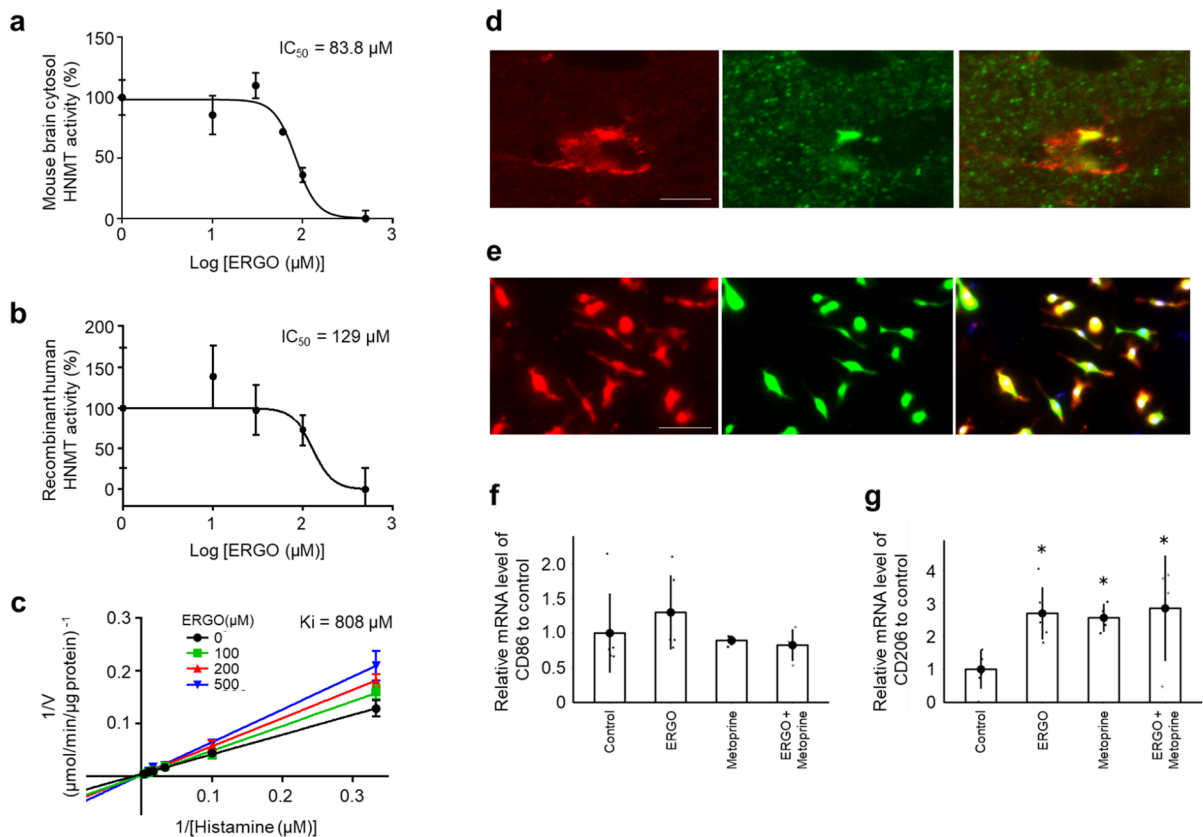 a
IC50 = 83.8 µM
Mouse brain cytosol
HNMT activity (%)
150
100
50
0
0
1
2
3
Log [ERGO (µM)]
b
IC50 = 129 µM
Recombinant human
HNMT activity (%)
200
150
100
50
0
0
1
2
3
Log [ERGO (µM)]
c
ERGO(µM)
0
100
200
500
Ki = 808 µM
1/V
(µmol/min/µg protein) -1
0.3
0.2
0.1
0.1
0.2
0.3
1/[Histamine (µM)]
d
e
f
Relative mRNA level of
CD86 to control
2.0
1.5
1.0
0.5
0
Control
ERGO
Metoprine
ERGO +
Metoprine
g
Relative mRNA level of
CD206 to control
4
3
2
1
0
*
*
*
Control
ERGO
Metoprine
ERGO +
Metoprine